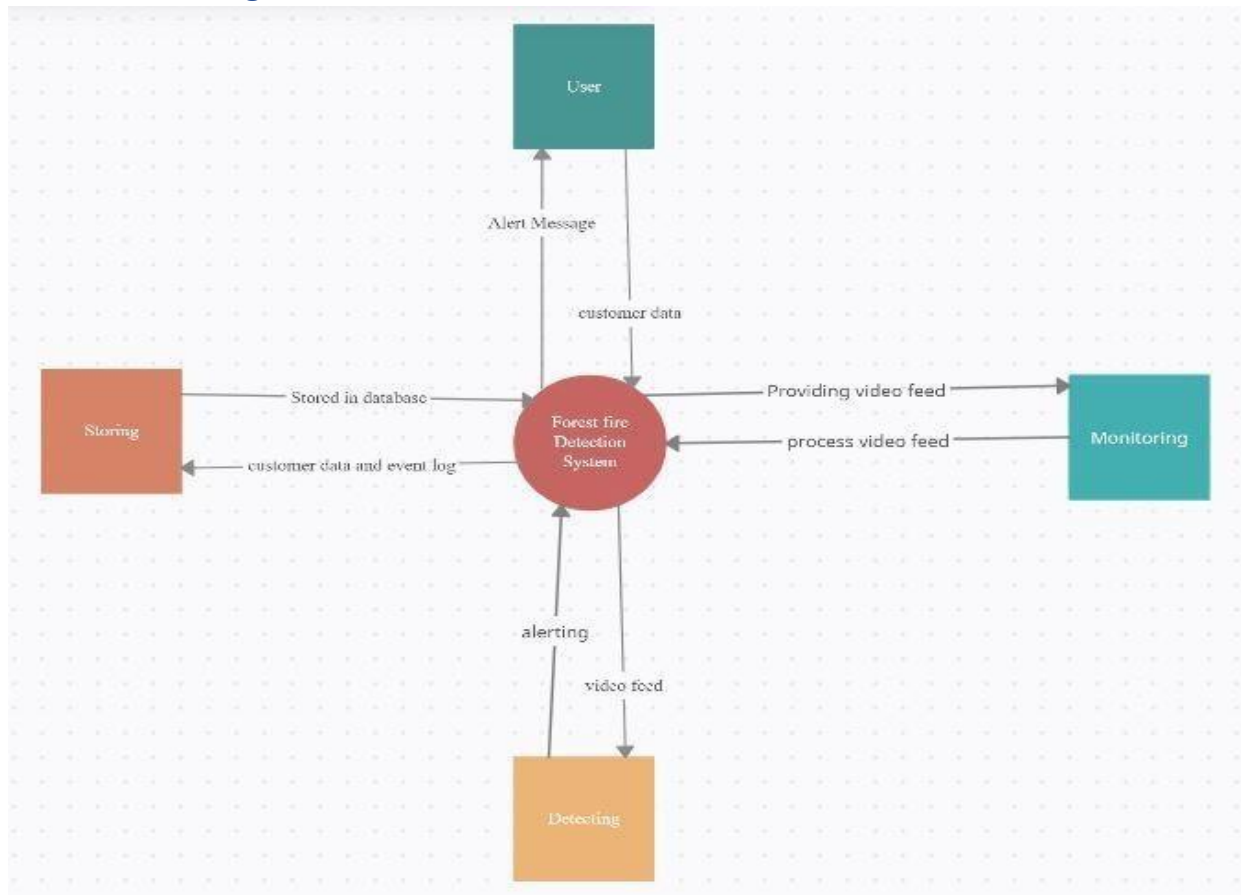 User
Alert Message
customer data
Storing
Stored in database
customer data and event log
Forest fire
Detection
System
Providing video feed
process video feed
Monitoring
alerting
video feed
Detecting